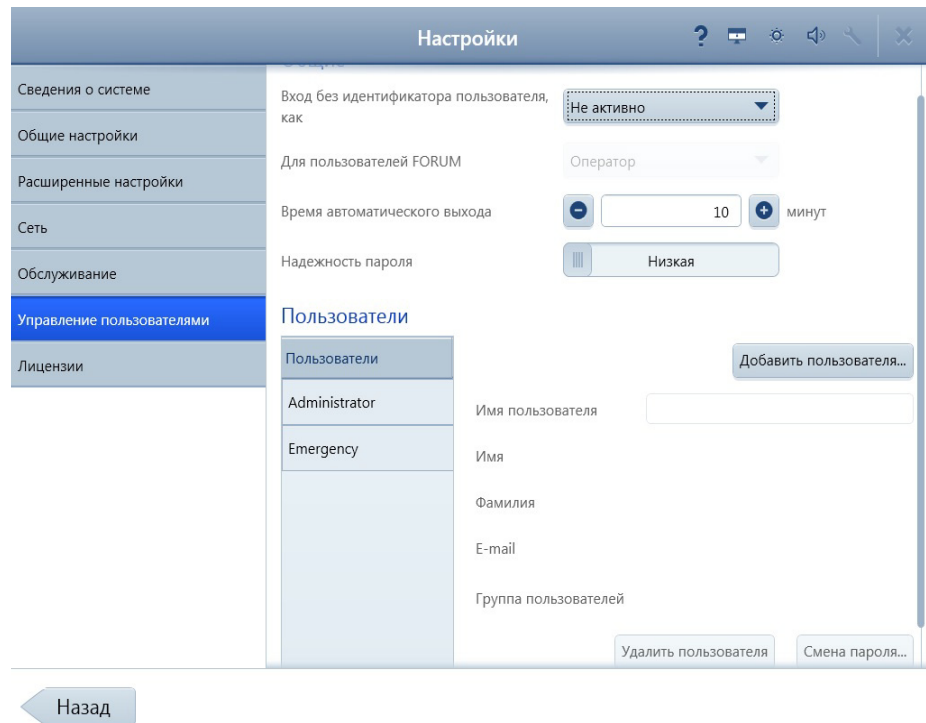 Настройки
Сведения о системе
Общие настройки
Расширенные настройки
Сеть
Обслуживание
Управление пользователями
Лицензии
Вход без идентификатора пользователя,
как
Не активно
Для пользователей FORUM
Оператор
Время автоматического выхода
10
минут
Надежность пароля
Низкая
Пользователи
Пользователи
Administrator
Emergency
Добавить пользователя...
Имя пользователя
Имя
Фамилия
E-mail
Группа пользователей
Удалить пользователя
Смена пароля...
Назад